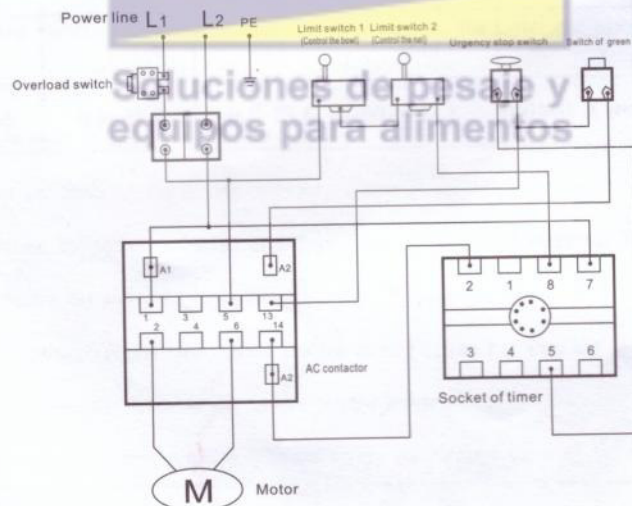 Power line L1 L2 PE
Limit switch 1
(Control the bowl)
Limit switch 2
(Control the net)
Urgency stop switch
Switch of green
Overload switch
Soluciones de pesaje y
equipos para alimentos
A1 A2
1 3 5 13
2 4 6 14
A2
AC contactor
2 1 8 7
3 4 5 6
Socket of timer
M Motor